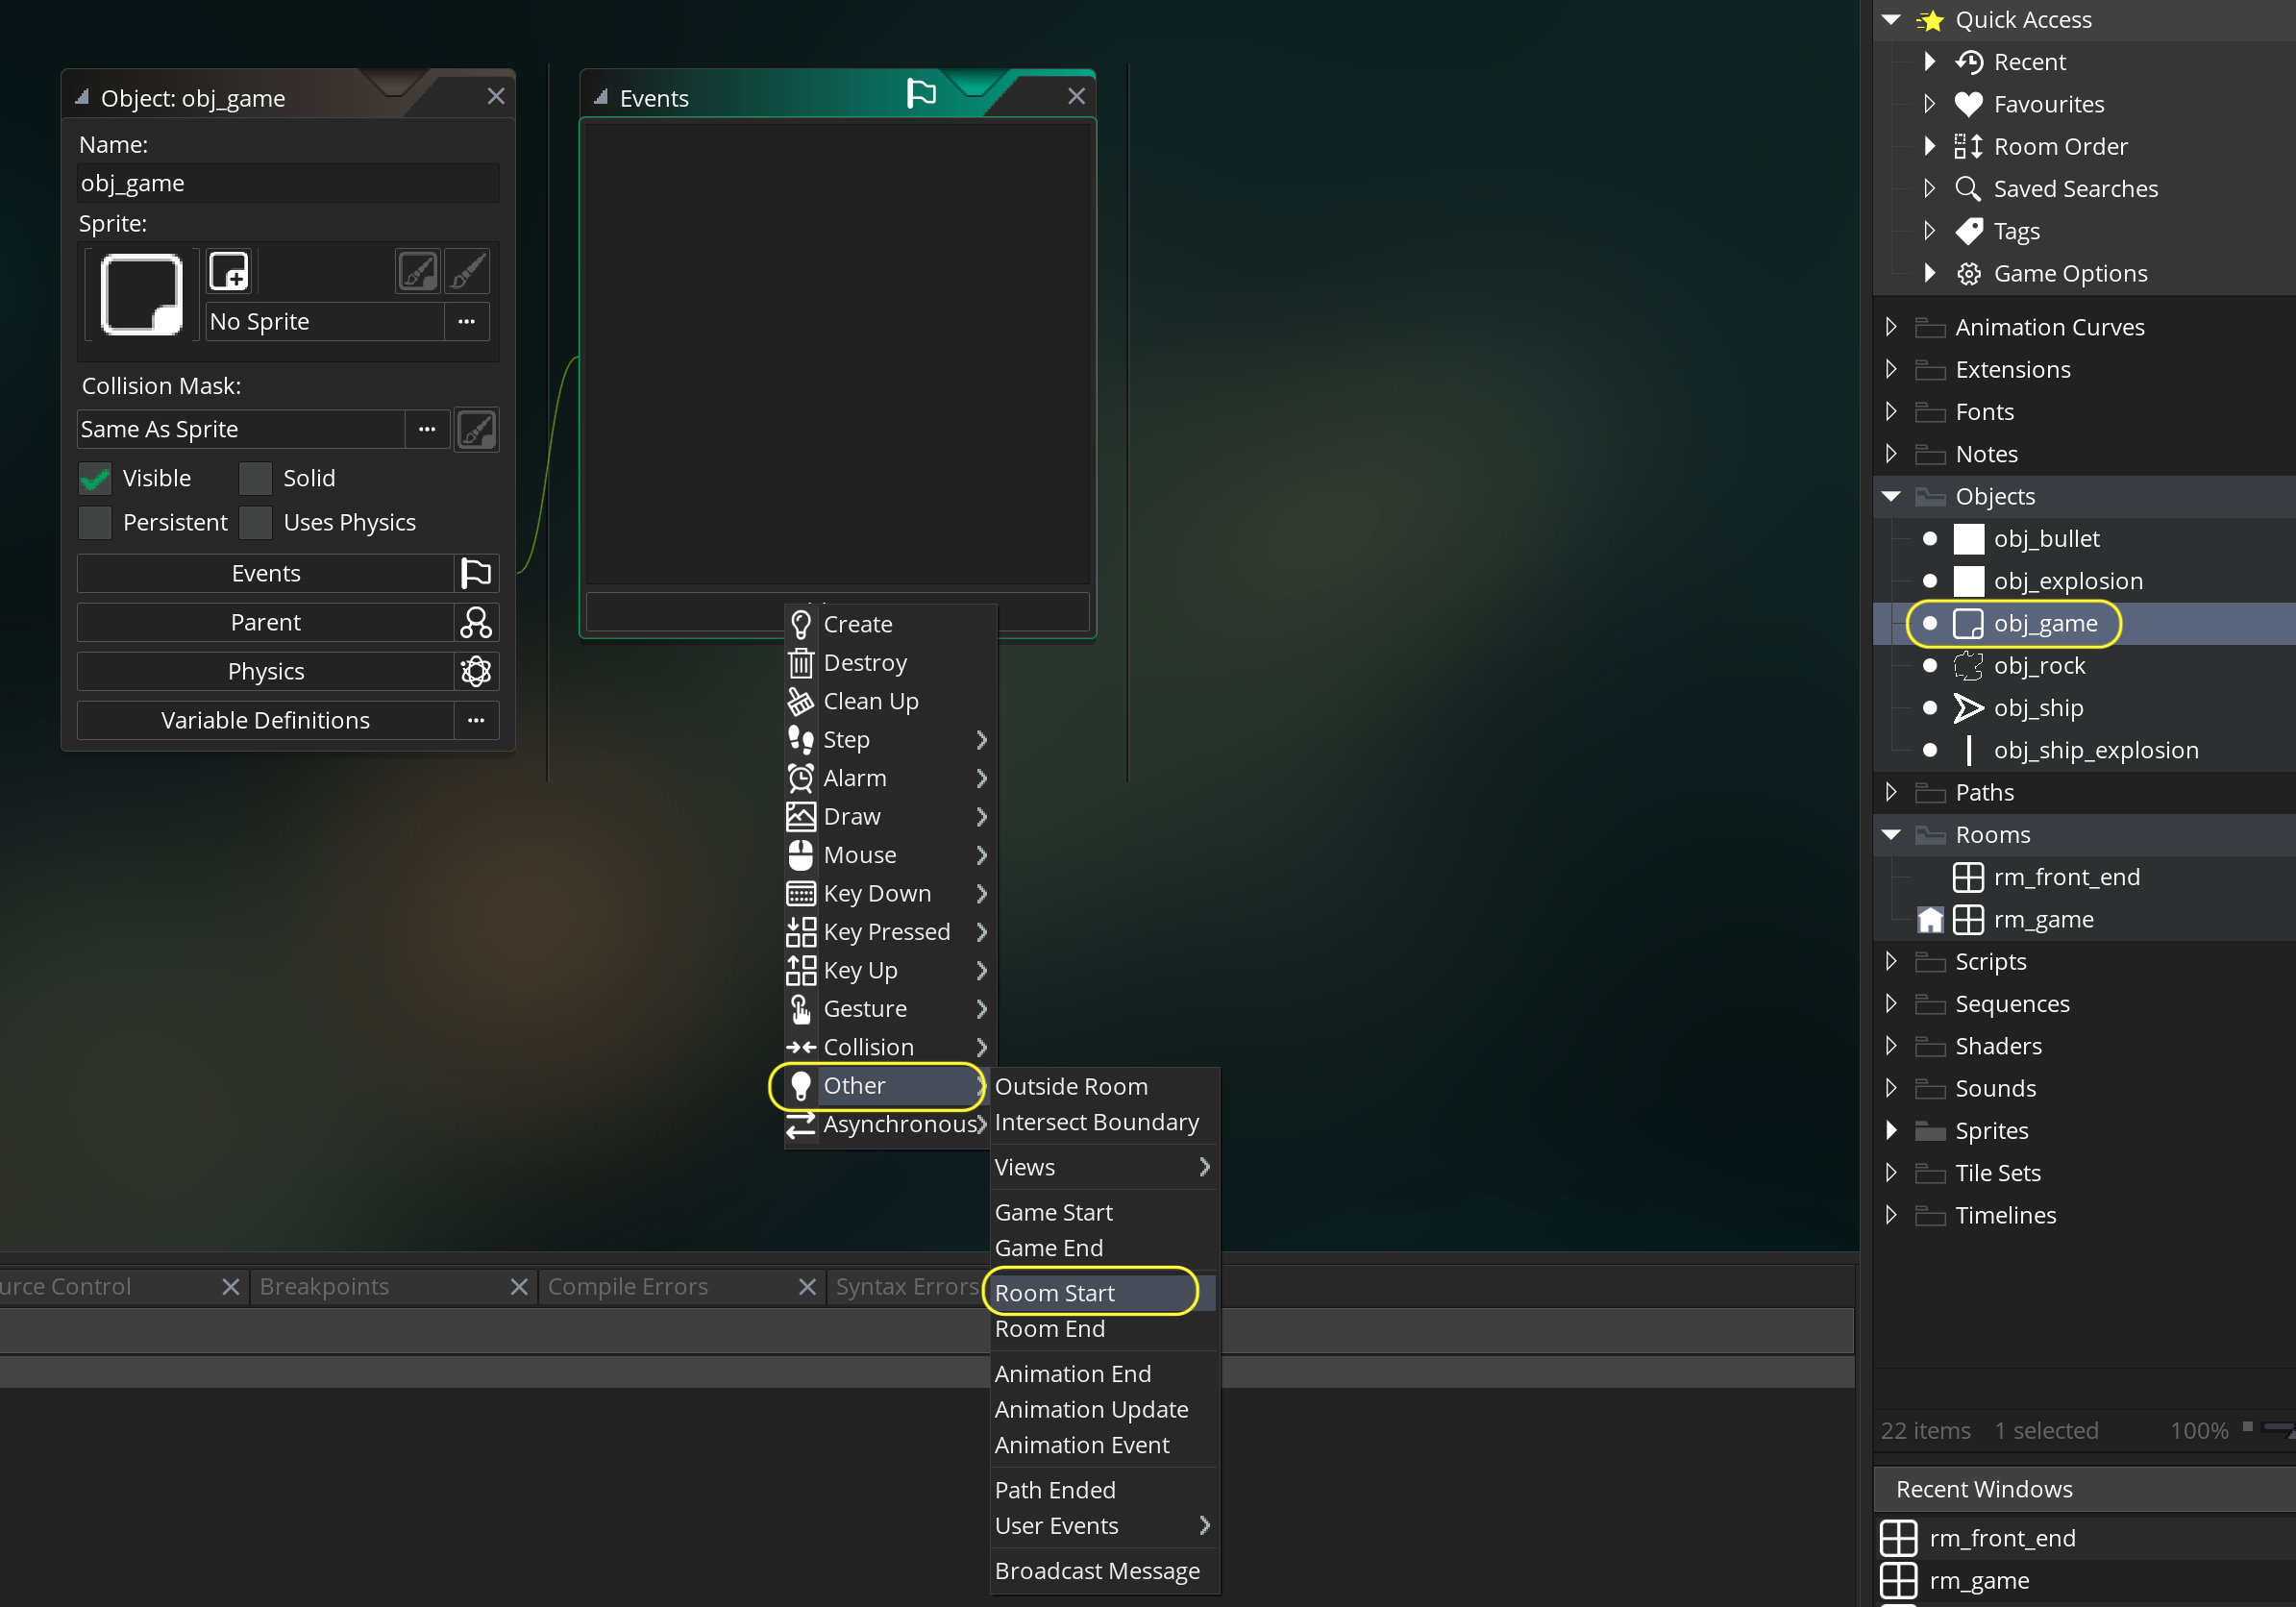 Object: obj_game
Name:
obj_game
Sprite:
No Sprite
Collision Mask:
Same As Sprite
Visible
Solid
Persistent
Uses Physics
Events
Parent
Physics
Variable Definitions
Events
Create
Destroy
Clean Up
Step
Alarm
Draw
Mouse
Key Down
Key Pressed
Key Up
Gesture
Collision
Other
Asynchronous
Outside Room
Intersect Boundary
Views
Game Start
Game End
Room Start
Room End
Animation End
Animation Update
Animation Event
Path Ended
User Events
Broadcast Message
urce Control
Breakpoints
Compile Errors
Syntax Errors
Quick Access
Recent
Favourites
Room Order
Saved Searches
Tags
Game Options
Animation Curves
Extensions
Fonts
Notes
Objects
obj_bullet
obj_explosion
obj_game
obj_rock
obj_ship
obj_ship_explosion
Paths
Rooms
rm_front_end
rm_game
Scripts
Sequences
Shaders
Sounds
Sprites
Tile Sets
Timelines
22 items 1 selected 100%
Recent Windows
rm_front_end
rm_game